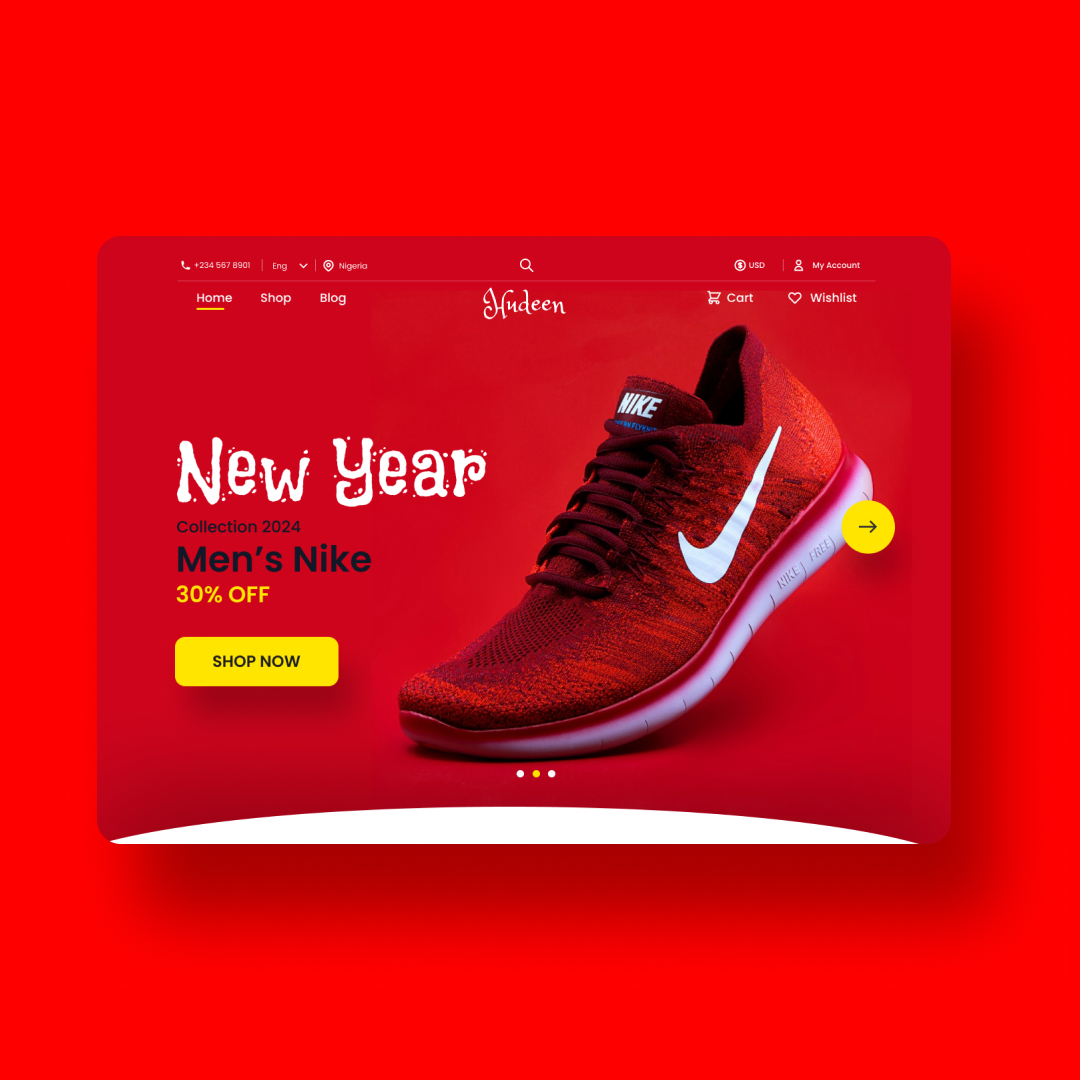 +234 567 8901 Eng Nigeria USD My Account
Home Shop Blog Hudeen Cart Wishlist
NIKE
New Year
Collection 2024
Men’s Nike
30% OFF
NIKE FREE
SHOP NOW